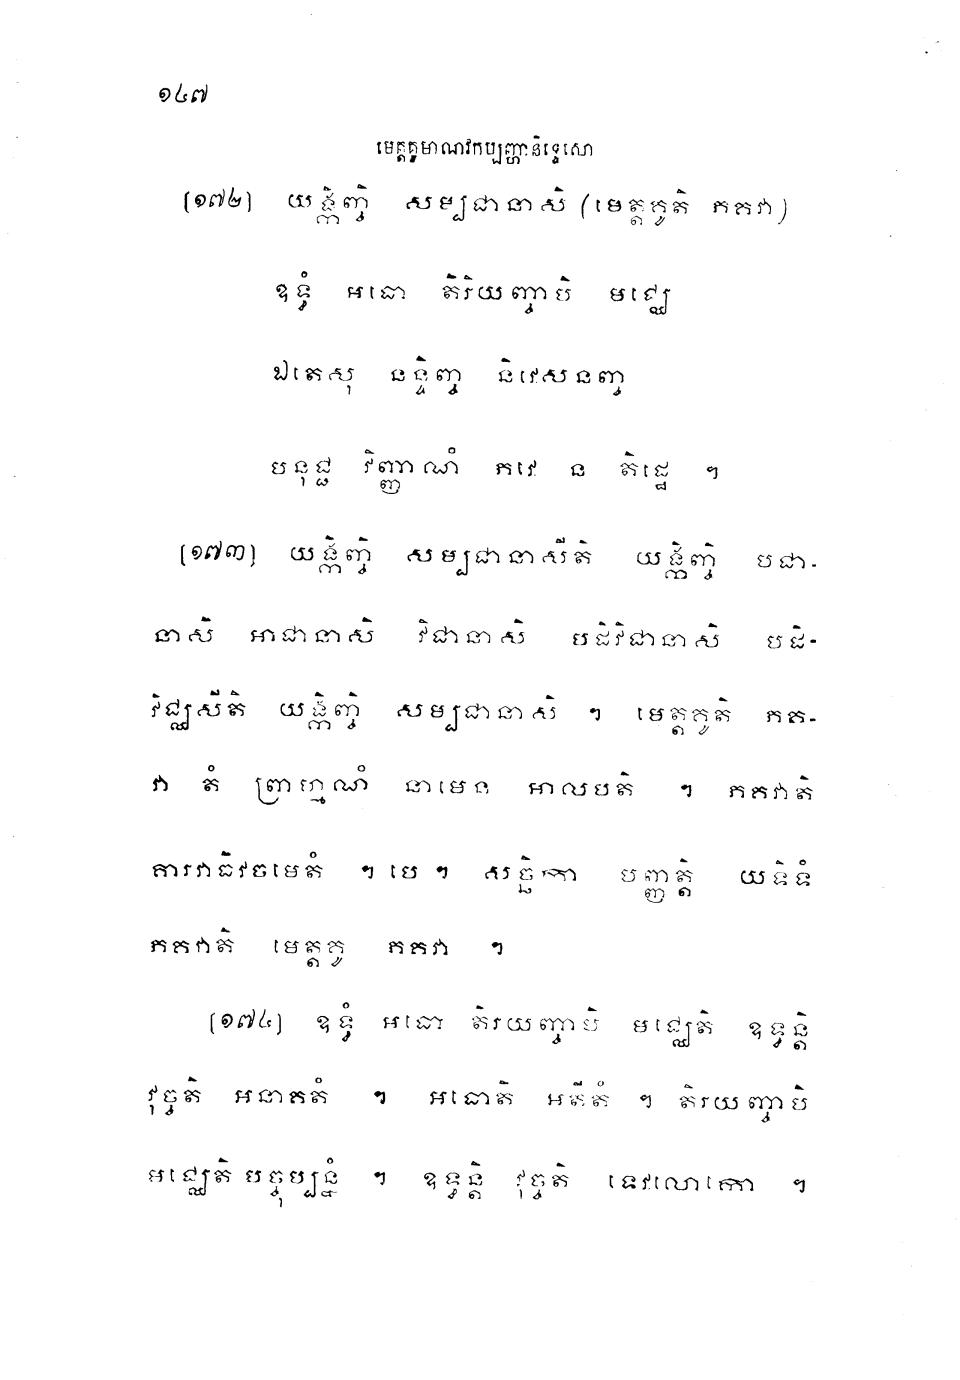 ១៤៧
មេត្តគូមាណវកប្បញ្ហានិទ្ទេសោ
[១៧២] យង្កិញ្ចិ សម្បជានាសិ (មេត្តគូតិ ភគវា)
ឧទ្ធំ អធោ តិរិយញ្ចាបិ មជ្ឈេ
ឯតេសុ នន្ទិញ្ច និវេសនញ្ច
បនុជ្ជ វិញ្ញាណំ ភវេ ន តិដ្ឋេ ។
[១៧៣] យង្កិញ្ចិ សម្បជានាសីតិ យង្កិញ្ចិ បជា-
នាសិ អាជានាសិ វិជានាសិ បដិវិជានាសិ បដិ-
វិជ្ឈសីតិ យង្កិញ្ចិ សម្បជានាសិ ។ មេត្តគូតិ ភគ-
វា តំ ព្រាហ្មណំ នាមេន អាលបតិ ។ ភគវាតិ
គារវាធិវចមេតំ ។ បេ ។ សច្ឆិកា បញ្ញត្តិ យទិទំ
ភគវាតិ មេត្តគូ ភគវា ។
[១៧៤] ឧទ្ធំ អធោ តិរយញ្ចាបិ មជ្ឈេតិ ឧទ្ធន្តិ
វុច្ចតិ អនាគតំ ។ អធោតិ អតីតំ ។ តិរយញ្ចាបិ
មជ្ឈេតិ បច្ចុប្បន្នំ ។ ឧទ្ធន្តិ វុច្ចតិ ទេវលោកោ ។